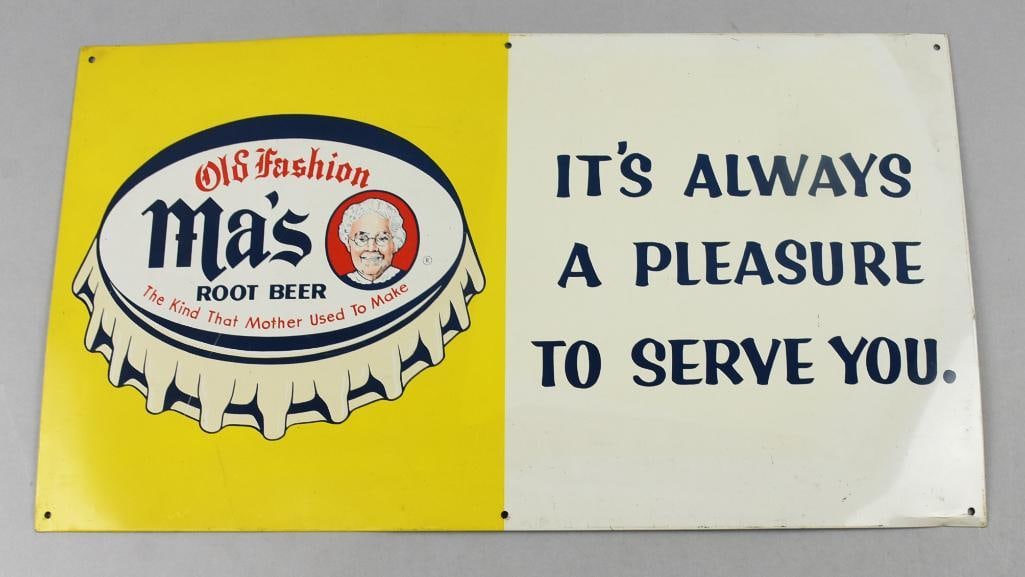 Old Fashion
Ma's
ROOT BEER
®
The Kind That Mother Used To Make
IT'S ALWAYS
A PLEASURE
TO SERVE YOU.